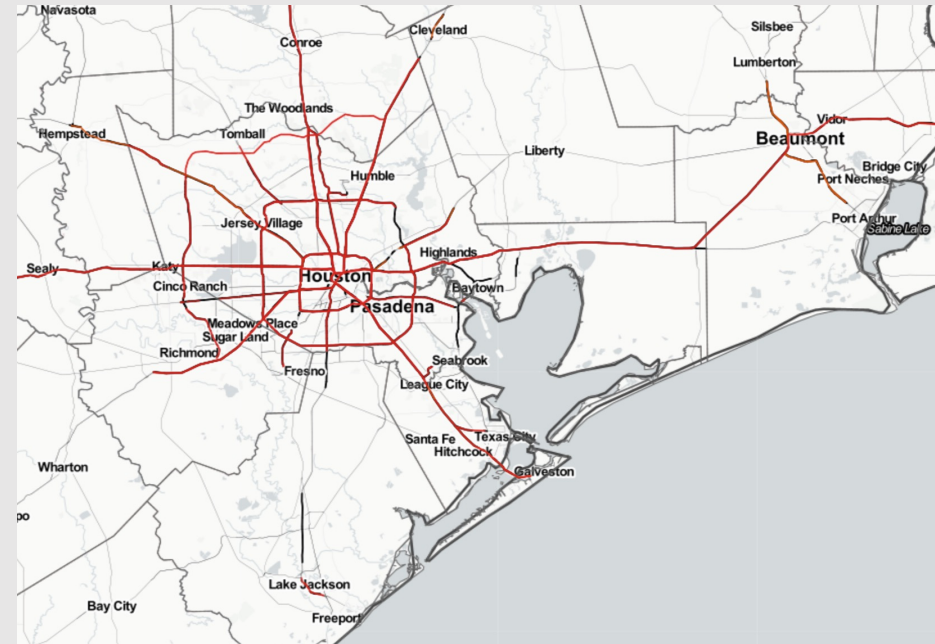 Navasota
Cleveland
Silsbee
Conroe
Lumberton
The Woodlands
Hempstead
Tomball
Vidor
Beaumont
Liberty
Bridge City
Humble
Port Neches
Jersey Village
Port Arthur
Sabine Lake
Highlands
Sealy
Katy
Houston
Cinco Ranch
Baytown
Pasadena
Meadows Place
Sugar Land
Richmond
Seabrook
Fresno
League City
Santa Fe
Texas City
Hitchcock
Wharton
Galveston
po
Lake Jackson
Bay City
Freeport